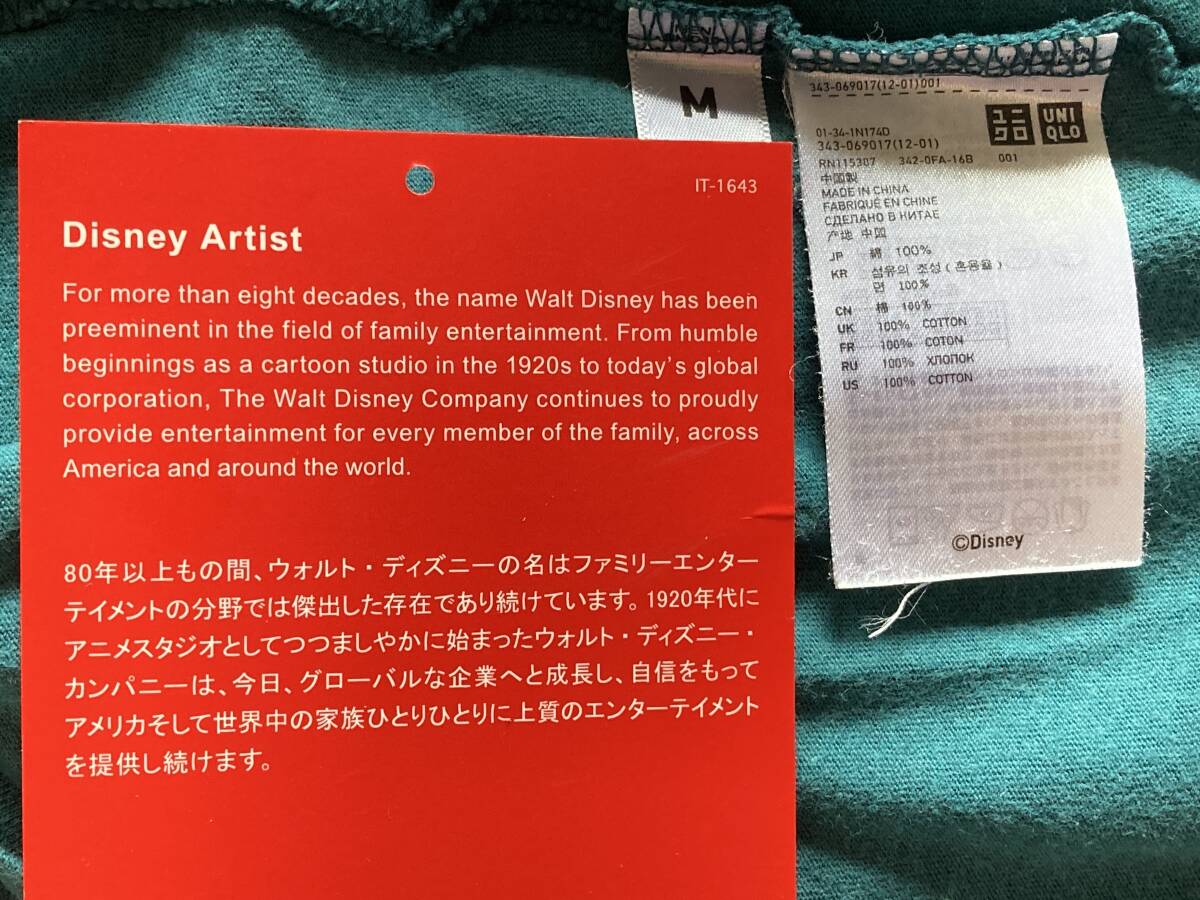 IT-1643
Disney Artist
For more than eight decades, the name Walt Disney has been
preeminent in the field of family entertainment. From humble
beginnings as a cartoon studio in the 1920s to today's global
corporation, The Walt Disney Company continues to proudly
provide entertainment for every member of the family, across
America and around the world.
80年以上もの間、ウォルト・ディズニーの名はファミリーエンター
テイメントの分野では傑出した存在であり続けています。1920年代に
アニメスタジオとしてつつましやかに始まったウォルト・ディズニー・
カンパニーは、今日、グローバルな企業へと成長し、自信をもって
アメリカそして世界中の家族ひとりひとりに上質のエンターテイメント
を提供し続けます。
M
343-069017(12-01)001
ユニクロ
UNIQLO
01-34-1N174D
343-069017(12-01)
RN115307 342-0FA-16B 001
中国製
MADE IN CHINA
FABRIQUÉ EN CHINE
СДЕЛАНО В КИТАЕ
产地 中国
JP 綿 100%
KR 섬유의 조성 ( 혼용율 )
면 100%
CN 棉 100%
UK 100% COTTON
FR 100% COTON
RU 100% ХЛОПОК
US 100% COTTON
©Disney